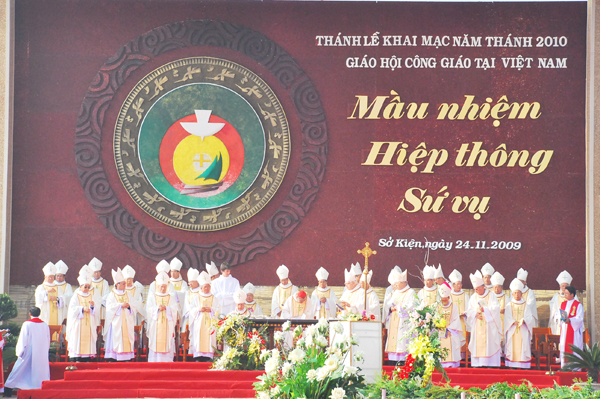 THÁNH LỄ KHAI MẠC NĂM THÁNH 2010
GIÁO HỘI CÔNG GIÁO TẠI VIỆT NAM
Mầu nhiệm
Hiệp thông
Sứ vụ
Sở Kiện, ngày 24.11.2009